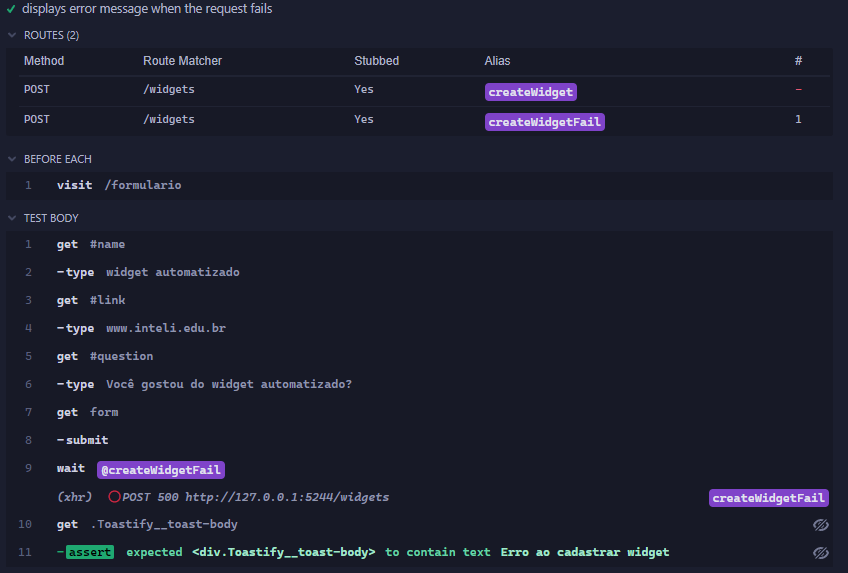 displays error message when the request fails
ROUTES (2)
Method Route Matcher Stubbed Alias #
POST /widgets Yes createWidget -
POST /widgets Yes createWidgetFail 1
BEFORE EACH
1 visit /formulario
TEST BODY
1 get #name
2 -type widget automatizado
3 get #link
4 -type www.inteli.edu.br
5 get #question
6 -type Você gostou do widget automatizado?
7 get form
8 -submit
9 wait @createWidgetFail
(xhr) POST 500 http://127.0.0.1:5244/widgets createWidgetFail
10 get .Toastify__toast-body
11 -assert expected <div.Toastify__toast-body> to contain text Erro ao cadastrar widget